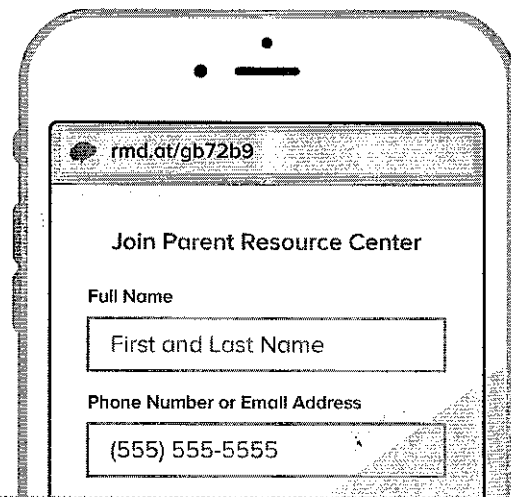 rmd.at/gb72b9
Join Parent Resource Center
Full Name
First and Last Name
Phone Number or Email Address
(555) 555-5555